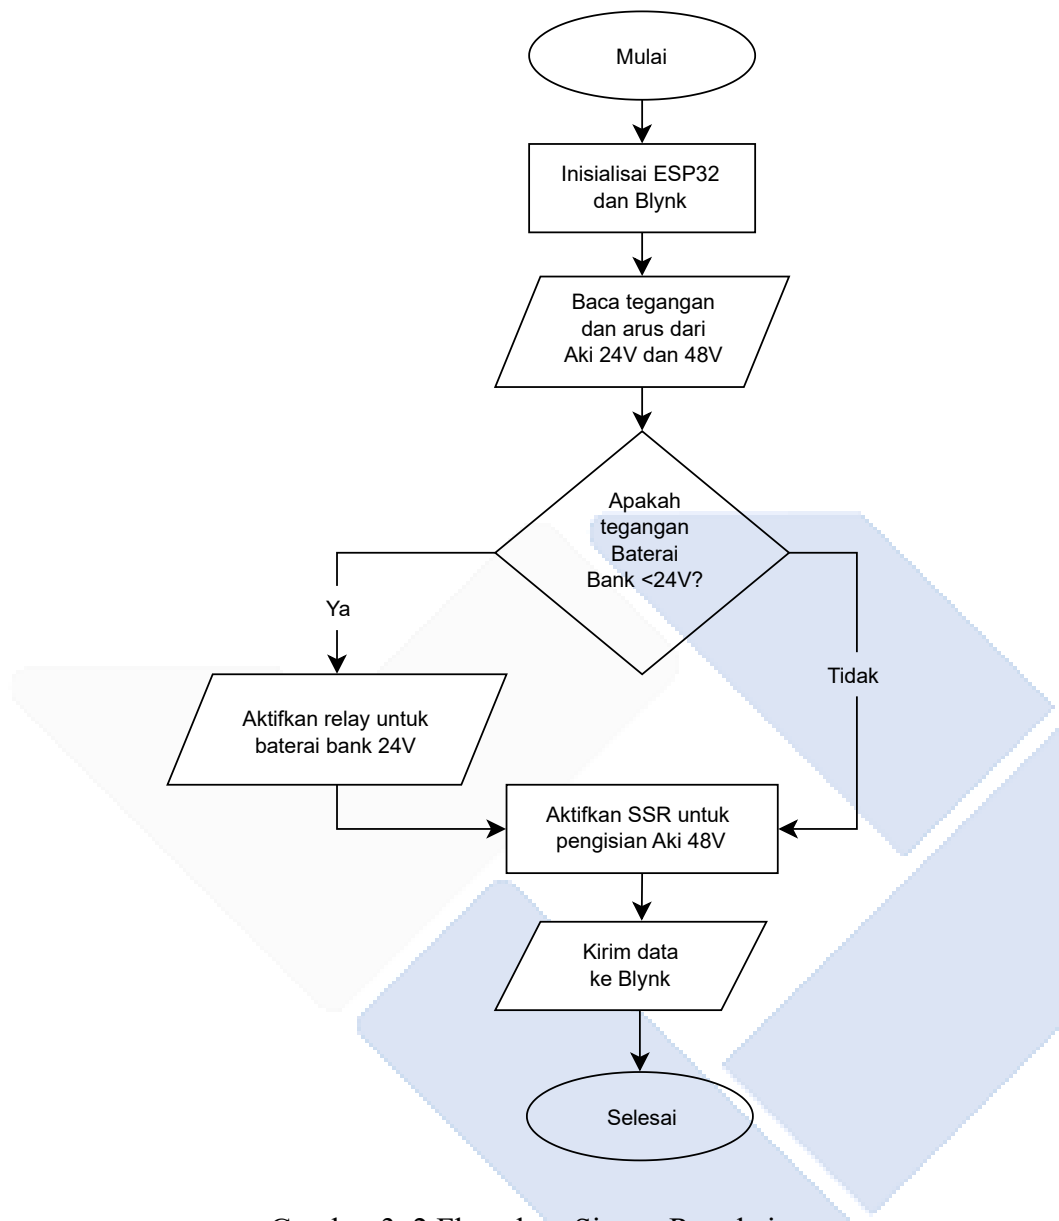 Mulai
Inisialisai ESP32
dan Blynk
Baca tegangan
dan arus dari
Aki 24V dan 48V
Apakah
tegangan
Baterai
Bank <24V?
Ya
Tidak
Aktifkan relay untuk
baterai bank 24V
Aktifkan SSR untuk
pengisian Aki 48V
Kirim data
ke Blynk
Selesai